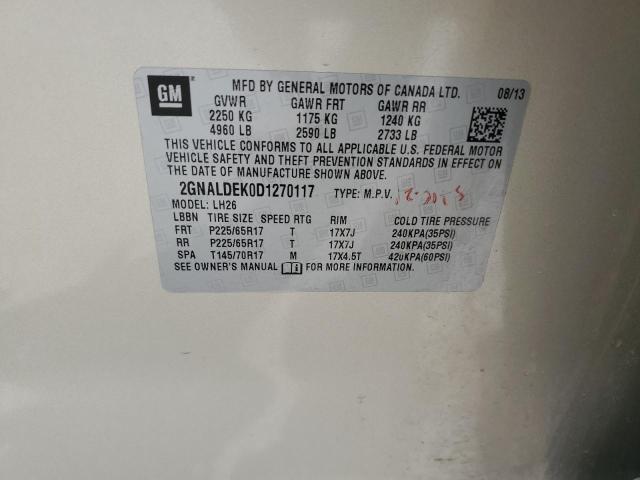 GM
MFD BY GENERAL MOTORS OF CANADA LTD. 08/13
GVWR GAWR FRT GAWR RR
2250 KG 1175 KG 1240 KG
4960 LB 2590 LB 2733 LB
THIS VEHICLE CONFORMS TO ALL APPLICABLE U.S. FEDERAL MOTOR
VEHICLE SAFETY AND THEFT PREVENTION STANDARDS IN EFFECT ON
THE DATE OF MANUFACTURE SHOWN ABOVE.
2GNALDEK0D1270117 TYPE: M.P.V.
MODEL: LH26
LBBN TIRE SIZE SPEED RTG RIM COLD TIRE PRESSURE
FRT P225/65R17 T 17X7J 240KPA(35PSI)
RR P225/65R17 T 17X7J 240KPA(35PSI)
SPA T145/70R17 M 17X4.5T 420KPA(60PSI)
SEE OWNER'S MANUAL FOR MORE INFORMATION.